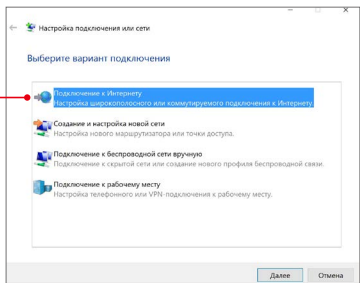 Настройка подключения или сети
Выберите вариант подключения
Подключение к Интернету
Настройка широкополосного или коммутируемого подключения к Интернету.
Создание и настройка новой сети
Настройка нового маршрутизатора или точки доступа.
Подключение к беспроводной сети вручную
Подключение к скрытой сети или создание нового профиля беспроводной связи.
Подключение к рабочему месту
Настройка телефонного или VPN-подключения к рабочему месту.
Далее
Отмена